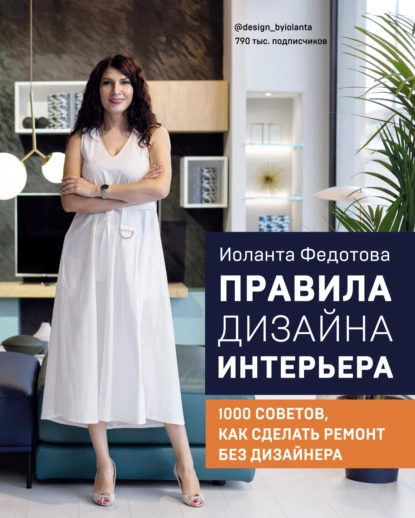 @design_byiolanta
790 тыс. подписчиков
Иоланта Федотова
ПРАВИЛА
ДИЗАЙНА
ИНТЕРЬЕРА
1000 СОВЕТОВ,
КАК СДЕЛАТЬ РЕМОНТ
БЕЗ ДИЗАЙНЕРА